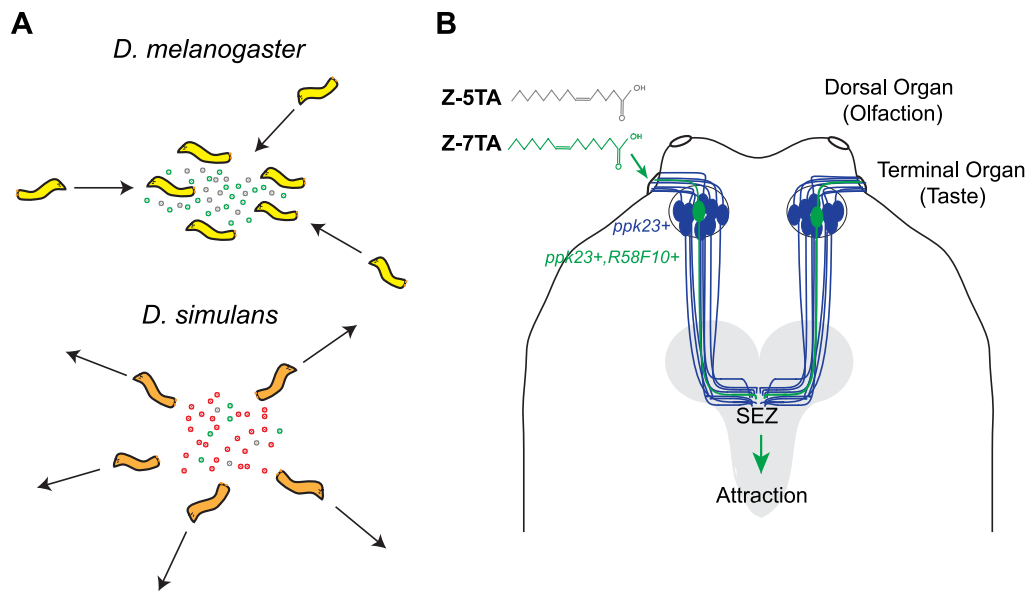 A
D. melanogaster
D. simulans
B
Z-5TA
OH
O
Z-7TA
OH
O
Dorsal Organ
(Olfaction)
Terminal Organ
(Taste)
ppk23+
ppk23+,R58F10+
SEZ
Attraction